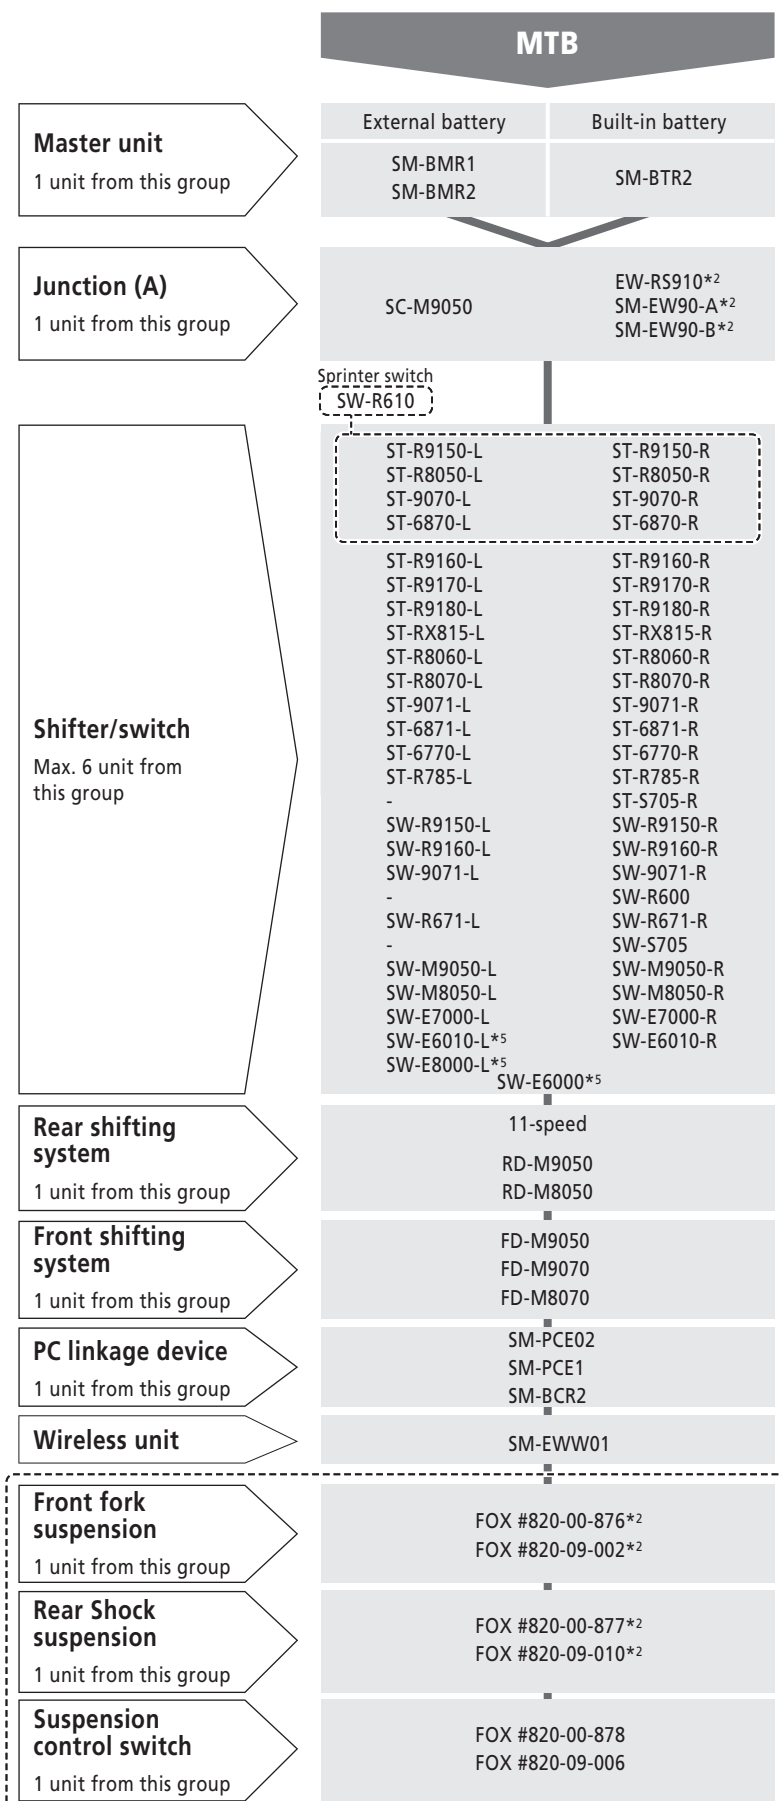 MTB
Master unit
1 unit from this group
External battery Built-in battery
SM-BMR1
SM-BMR2
SM-BTR2
Junction (A)
1 unit from this group
SC-M9050
EW-RS910*2
SM-EW90-A*2
SM-EW90-B*2
Sprinter switch
SW-R610
Shifter/switch
Max. 6 unit from
this group
ST-R9150-L ST-R9150-R
ST-R8050-L ST-R8050-R
ST-9070-L ST-9070-R
ST-6870-L ST-6870-R
ST-R9160-L ST-R9160-R
ST-R9170-L ST-R9170-R
ST-R9180-L ST-R9180-R
ST-RX815-L ST-RX815-R
ST-R8060-L ST-R8060-R
ST-R8070-L ST-R8070-R
ST-9071-L ST-9071-R
ST-6871-L ST-6871-R
ST-6770-L ST-6770-R
ST-R785-L ST-R785-R
- ST-S705-R
SW-R9150-L SW-R9150-R
SW-R9160-L SW-R9160-R
SW-9071-L SW-9071-R
- SW-R600
SW-R671-L SW-R671-R
- SW-S705
SW-M9050-L SW-M9050-R
SW-M8050-L SW-M8050-R
SW-E7000-L SW-E7000-R
SW-E6010-L*5 SW-E6010-R
SW-E8000-L*5
SW-E6000*5
Rear shifting
system
1 unit from this group
11-speed
RD-M9050
RD-M8050
Front shifting
system
1 unit from this group
FD-M9050
FD-M9070
FD-M8070
PC linkage device
1 unit from this group
SM-PCE02
SM-PCE1
SM-BCR2
Wireless unit
SM-EWW01
Front fork
suspension
1 unit from this group
FOX #820-00-876*2
FOX #820-09-002*2
Rear Shock
suspension
1 unit from this group
FOX #820-00-877*2
FOX #820-09-010*2
Suspension
control switch
1 unit from this group
FOX #820-00-878
FOX #820-09-006